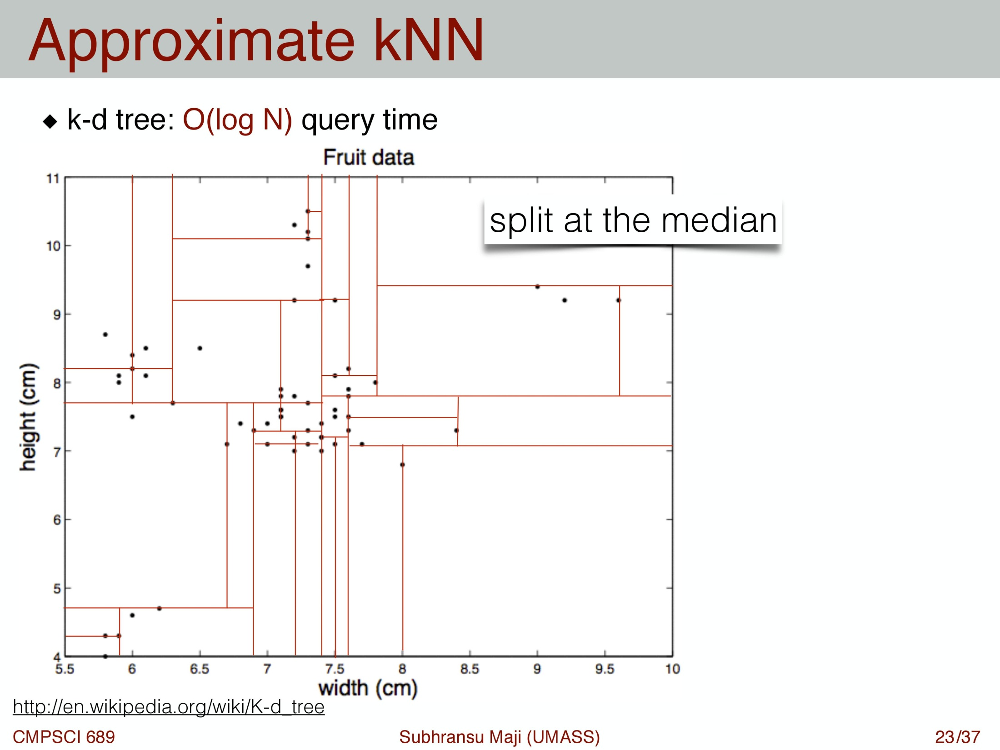 Approximate kNN
◆ k-d tree: O(log N) query time
Fruit data
11
10
9
8
7
6
5
4
split at the median
height (cm)
5.5 6 6.5 7 7.5 8 8.5 9 9.5 10
width (cm)
http://en.wikipedia.org/wiki/K-d_tree
CMPSCI 689 Subhransu Maji (UMASS) 23/37